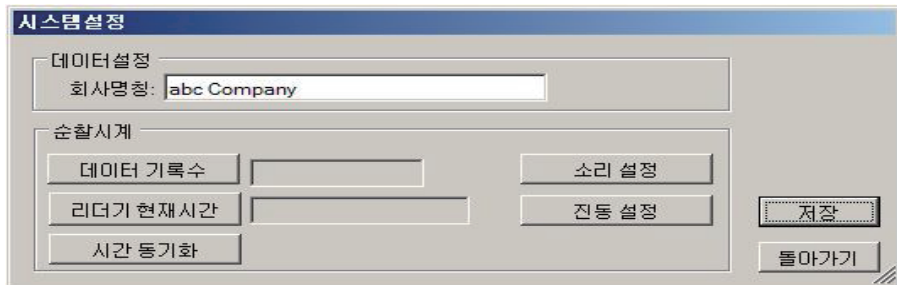 시스템설정
데이터설정
회사명칭: abc Company
순찰시계
데이터 기록수 소리 설정
리더기 현재시간 진동 설정
저장
시간 동기화
돌아가기